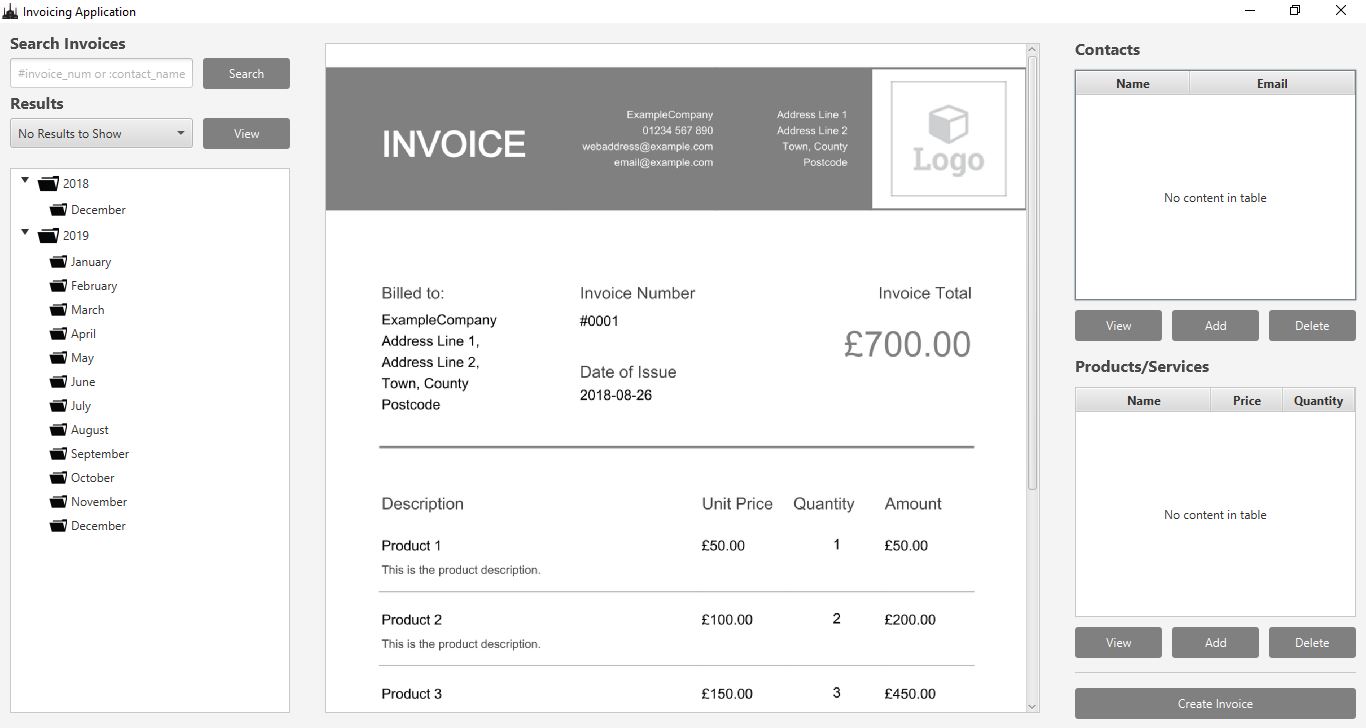 Invoicing Application
Search Invoices
#invoice_num or :contact_name
Search
Results
No Results to Show
View
2018
December
2019
January
February
March
April
May
June
July
August
September
October
November
December
INVOICE
ExampleCompany
01234 567 890
webaddress@example.com
email@example.com
Address Line 1
Address Line 2
Town, County
Postcode
Logo
Billed to:
ExampleCompany
Address Line 1,
Address Line 2,
Town, County
Postcode
Invoice Number
#0001
Date of Issue
2018-08-26
Invoice Total
£700.00
Description Unit Price Quantity Amount
Product 1 £50.00 1 £50.00
This is the product description.
Product 2 £100.00 2 £200.00
This is the product description.
Product 3 £150.00 3 £450.00
Contacts
Name Email
No content in table
View Add Delete
Products/Services
Name Price Quantity
No content in table
View Add Delete
Create Invoice